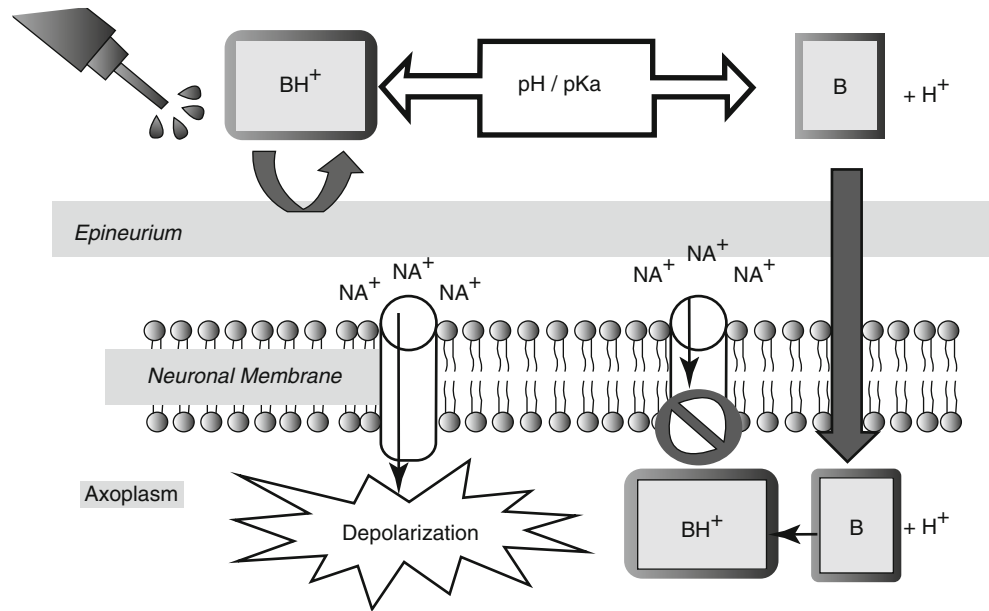 BH⁺
pH / pKa
B
+ H⁺
Epineurium
NA⁺ NA⁺ NA⁺
NA⁺ NA⁺ NA⁺
Neuronal Membrane
Axoplasm
Depolarization
BH⁺
B
+ H⁺